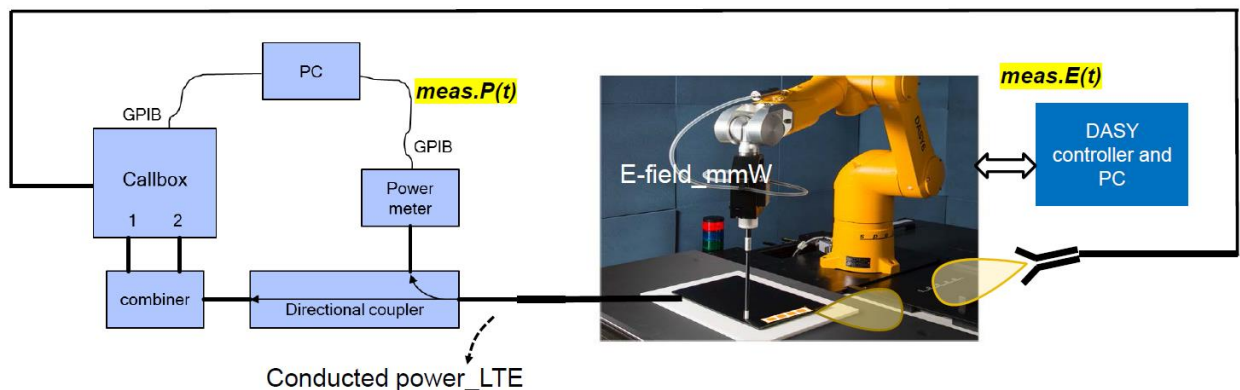 PC
meas.P(t)
meas.E(t)
GPIB
GPIB
Callbox
1 2
Power
meter
E-field_mmW
DASY
controller and
PC
combiner
Directional coupler
Conducted power_LTE